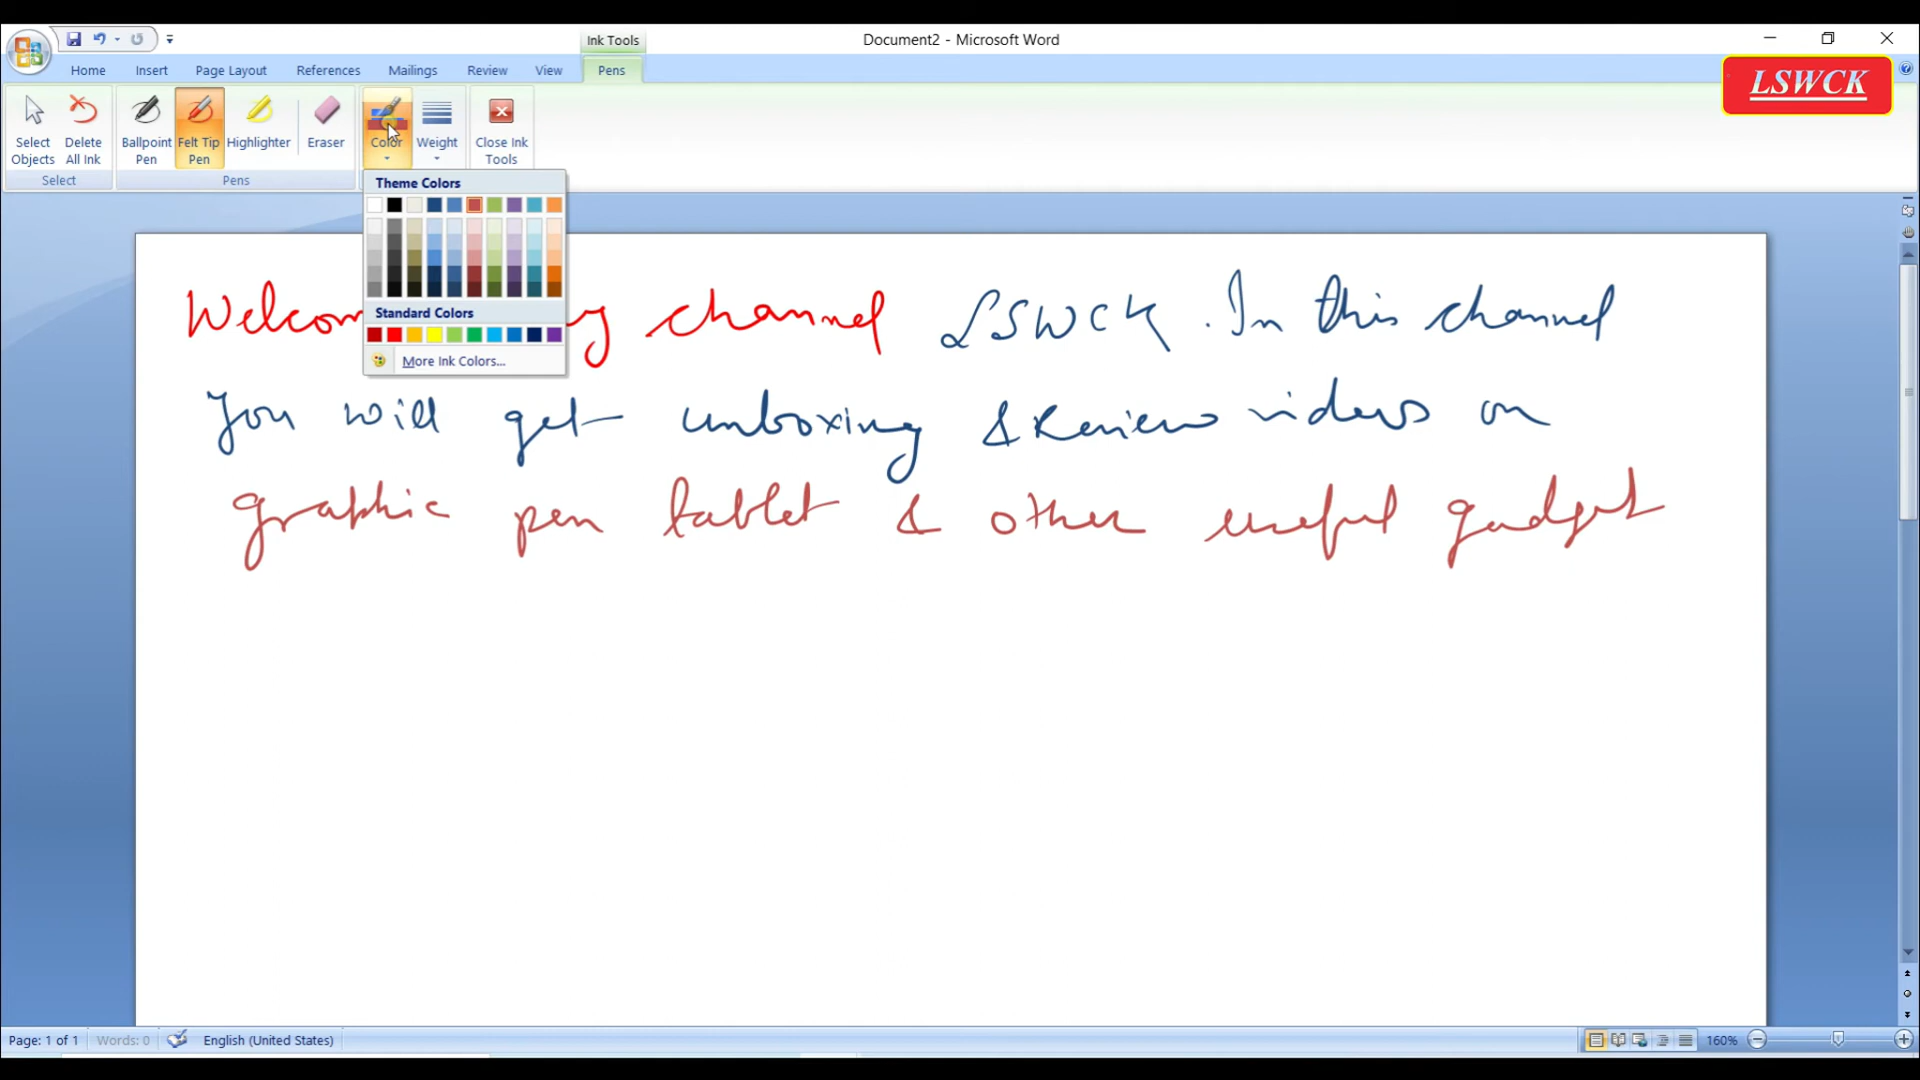 Ink Tools
Document2 - Microsoft Word
Home Insert Page Layout References Mailings Review View Pens
LSWCK
Select Objects Delete All Ink Ballpoint Pen Felt Tip Pen Highlighter Eraser Color Weight Close Ink Tools
Select Pens
Theme Colors
Standard Colors
More Ink Colors...
Welcom y channel LSWCK. In this channel
You will get unboxing & Review videos on
graphic pen tablet & other useful gadget
Page: 1 of 1 Words: 0 English (United States) 160%